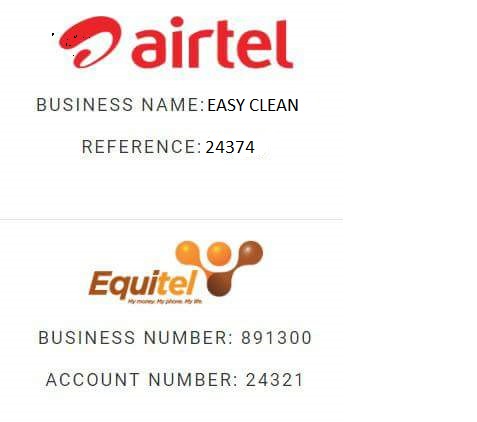 airtel
BUSINESS NAME:EASY CLEAN
REFERENCE: 24374
Equitel
My money. My phone. My life.
BUSINESS NUMBER: 891300
ACCOUNT NUMBER: 24321